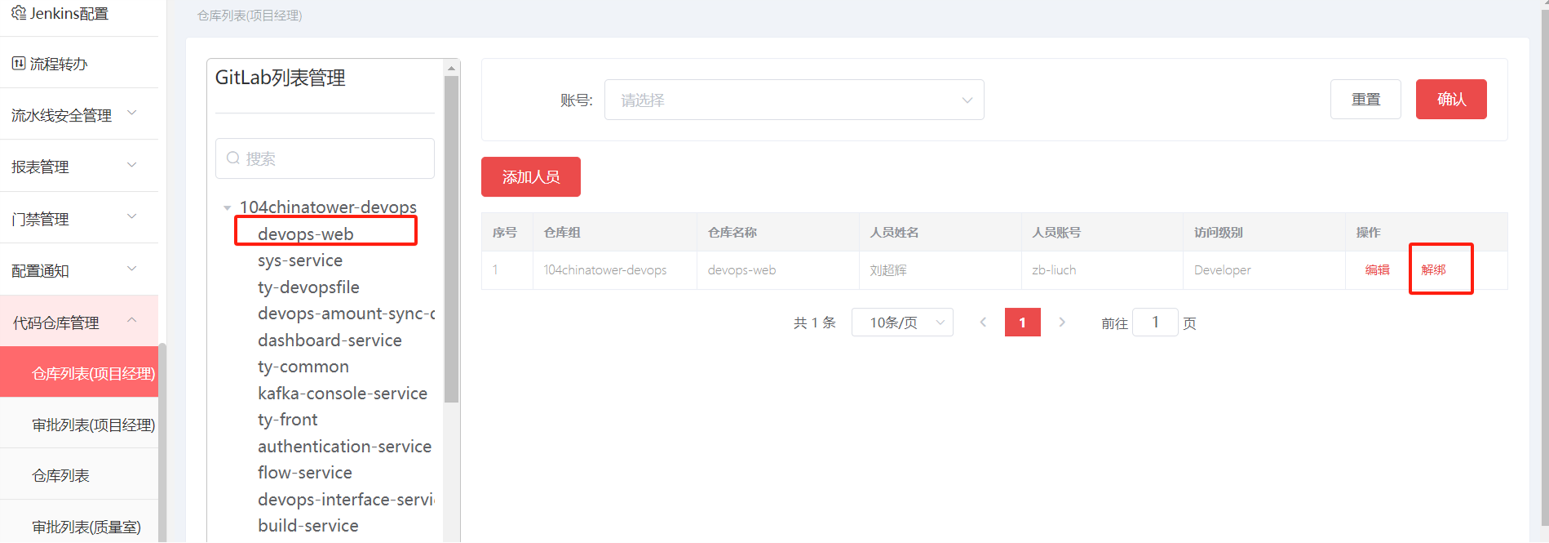 Jenkins配置
流程转办
流水线安全管理
报表管理
门禁管理
配置通知
代码仓库管理
仓库列表(项目经理)
审批列表(项目经理)
仓库列表
审批列表(质量室)
仓库列表(项目经理)
GitLab列表管理
搜索
104chinatower-devops
devops-web
sys-service
ty-devopsfile
devops-amount-sync-
dashboard-service
ty-common
kafka-console-service
ty-front
authentication-service
flow-service
devops-interface-servi
build-service
账号: 请选择 重置 确认
添加人员
序号 仓库组 仓库名称 人员姓名 人员账号 访问级别 操作
1 104chinatower-devops devops-web 刘超辉 zb-liuch Developer 编辑 解绑
共 1 条 10条/页 1 前往 1 页